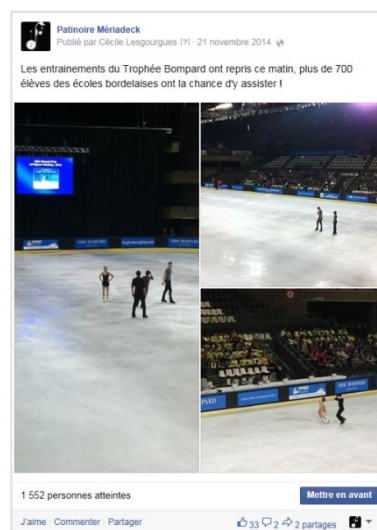 Patinoire Mériadeck
Publié par Cécile Lesgourgues [?] · 21 novembre 2014
Les entrainements du Trophée Bompard ont repris ce matin, plus de 700
élèves des écoles bordelaises ont la chance d'y assister !
ERIC BOMPARD
1 552 personnes atteintes
Mettre en avant
J'aime · Commenter · Partager
33 2 2 partages